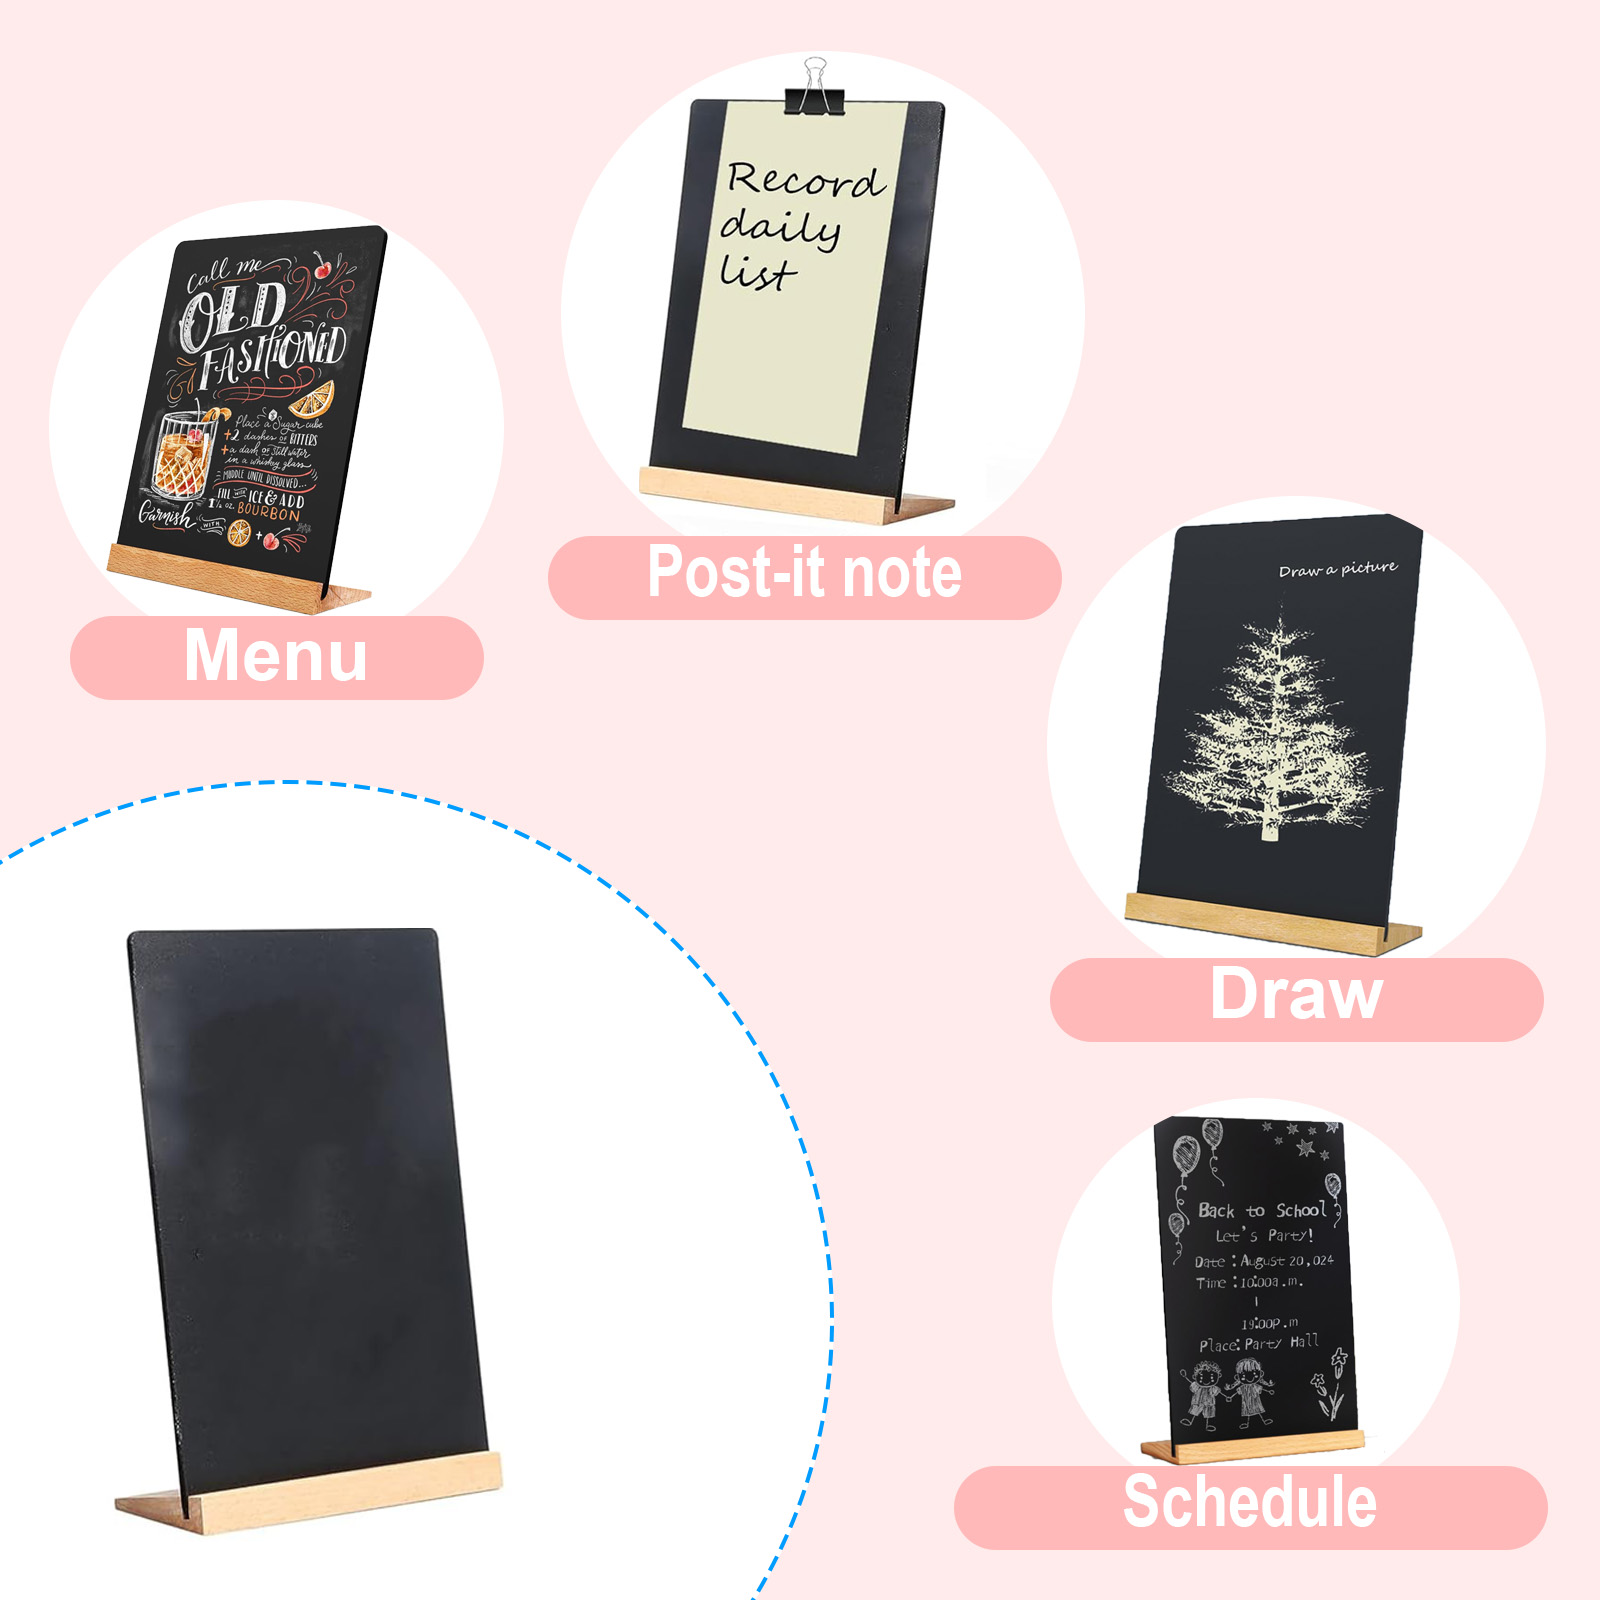 Call me
OLD
FASHIONED
Place a Sugar cube
+2 dashes of BITTERS
+a dash of Still water
in a whiskey glass
MUDDLE UNTIL DISSOLVED...
FILL WITH ICE & ADD
1½ oz. BOURBON
Garnish WITH
+
Menu
Record
daily
list
Post-it note
Draw a picture
Draw
Back to School
Let's Party!
Date:August 20,024
Time:10:00a.m.
|
19:00p.m
Place:Party Hall
Schedule